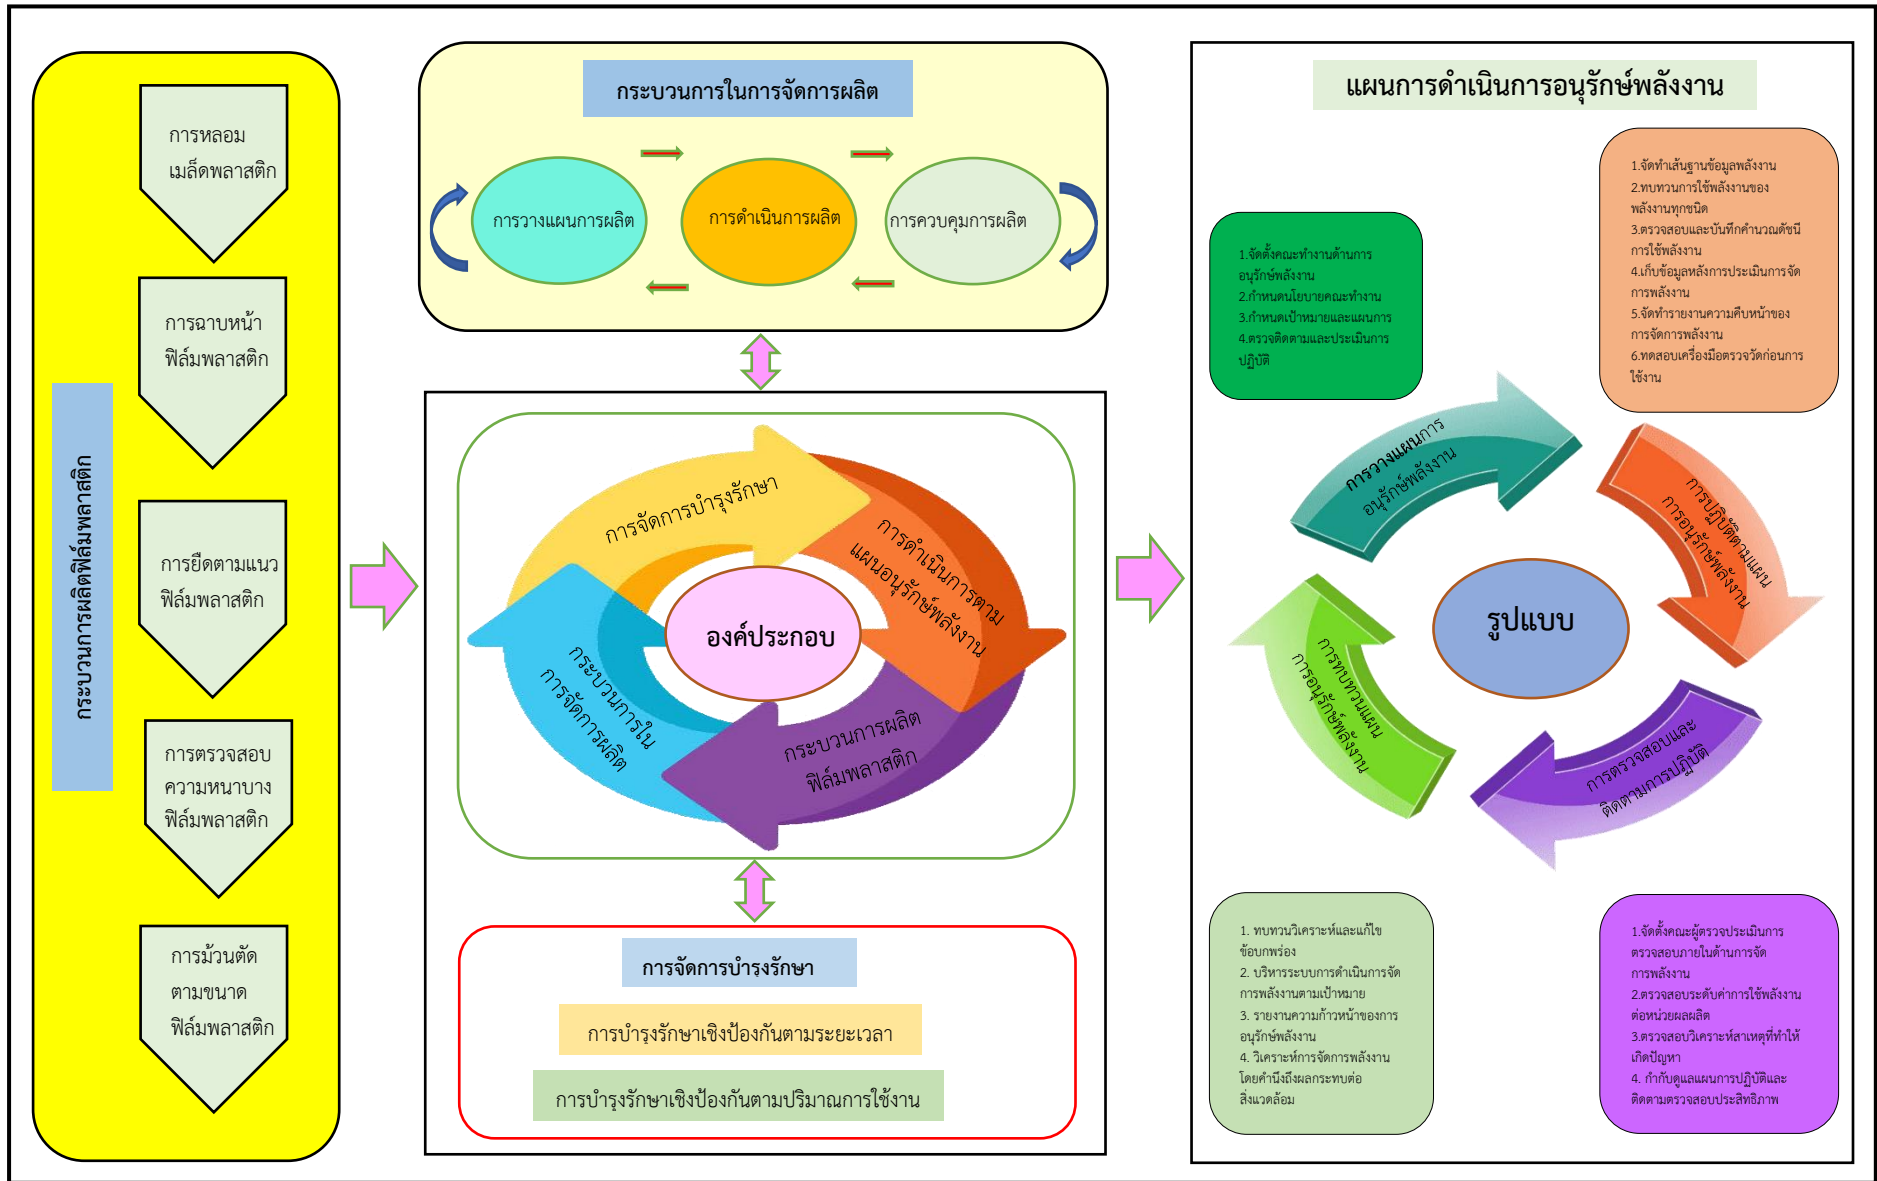 กระบวนการผลิตฟิล์มพลาสติก
การหลอม
เมล็ดพลาสติก
การฉาบหน้า
ฟิล์มพลาสติก
การยืดตามแนว
ฟิล์มพลาสติก
การตรวจสอบ
ความหนาบาง
ฟิล์มพลาสติก
การม้วนตัด
ตามขนาด
ฟิล์มพลาสติก
กระบวนการในการจัดการผลิต
การวางแผนการผลิต
การดำเนินการผลิต
การควบคุมการผลิต
การจัดการบำรุงรักษา
การดำเนินการตาม
แผนอนุรักษ์พลังงาน
กระบวนการผลิต
ฟิล์มพลาสติก
กระบวนการใน
การจัดการผลิต
องค์ประกอบ
การจัดการบำรุงรักษา
การบำรุงรักษาเชิงป้องกันตามระยะเวลา
การบำรุงรักษาเชิงป้องกันตามปริมาณการใช้งาน
แผนการดำเนินการอนุรักษ์พลังงาน
1.จัดตั้งคณะทำงานด้านการ
อนุรักษ์พลังงาน
2.กำหนดนโยบายคณะทำงาน
3.กำหนดเป้าหมายและแผนการ
4.ตรวจติดตามและประเมินการ
ปฏิบัติ
1.จัดทำเส้นฐานข้อมูลพลังงาน
2.ทบทวนการใช้พลังงานของ
พลังงานทุกชนิด
3.ตรวจสอบและบันทึกคำนวณดัชนี
การใช้พลังงาน
4.เก็บข้อมูลหลังการประเมินการจัด
การพลังงาน
5.จัดทำรายงานความคืบหน้าของ
การจัดการพลังงาน
6.ทดสอบเครื่องมือตรวจวัดก่อนการ
ใช้งาน
การวางแผนการ
อนุรักษ์พลังงาน
การปฏิบัติตามแผน
การอนุรักษ์พลังงาน
การตรวจสอบและ
ติดตามการปฏิบัติ
การทบทวนแผน
การอนุรักษ์พลังงาน
รูปแบบ
1. ทบทวนวิเคราะห์และแก้ไข
ข้อบกพร่อง
2. บริหารระบบการดำเนินการจัด
การพลังงานตามเป้าหมาย
3. รายงานความก้าวหน้าของการ
อนุรักษ์พลังงาน
4. วิเคราะห์การจัดการพลังงาน
โดยคำนึงถึงผลกระทบต่อ
สิ่งแวดล้อม
1.จัดตั้งคณะผู้ตรวจประเมินการ
ตรวจสอบภายในด้านการจัด
การพลังงาน
2.ตรวจสอบระดับค่าการใช้พลังงาน
ต่อหน่วยผลผลิต
3.ตรวจสอบวิเคราะห์สาเหตุที่ทำให้
เกิดปัญหา
4. กำกับดูแลแผนการปฏิบัติและ
ติดตามตรวจสอบประสิทธิภาพ